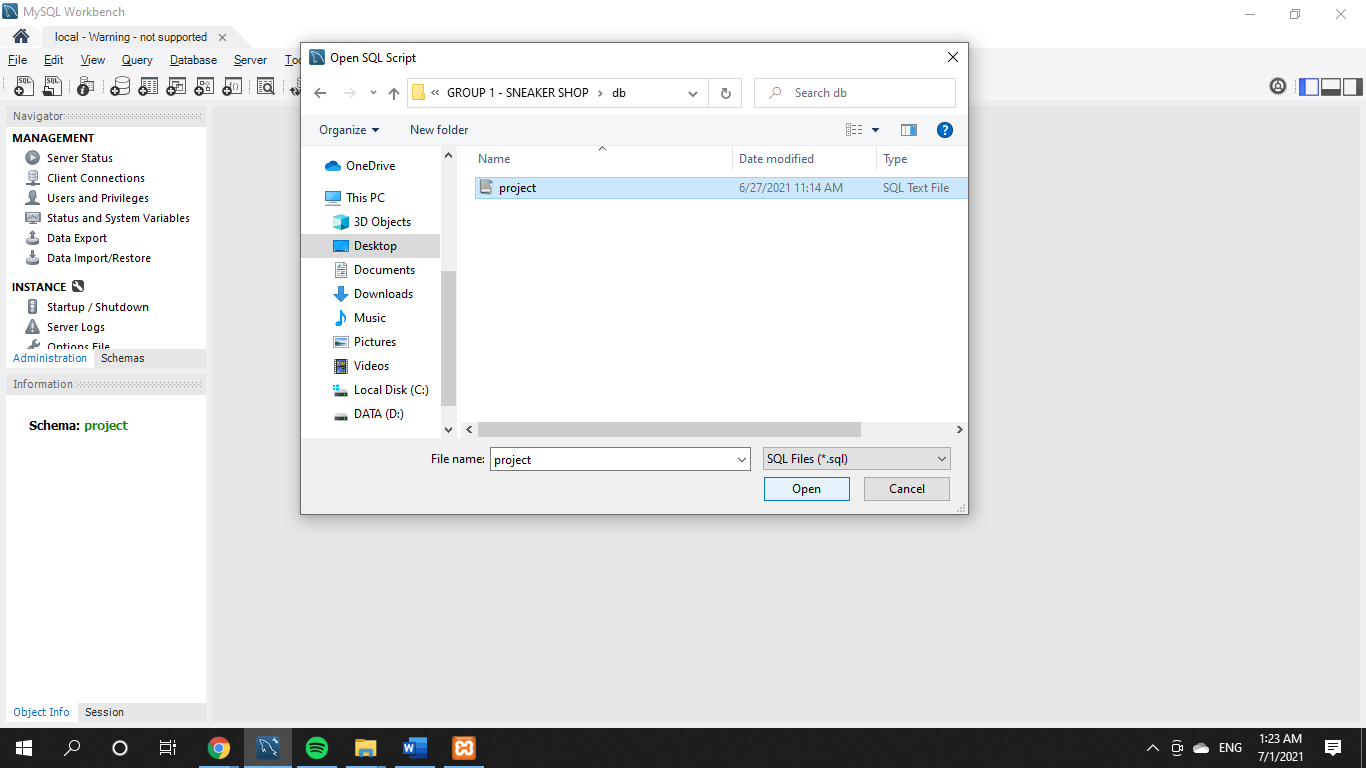 MySQL Workbench
local - Warning - not supported
File Edit View Query Database Server
SQL SQL
Navigator
MANAGEMENT
Server Status
Client Connections
Users and Privileges
Status and System Variables
Data Export
Data Import/Restore
INSTANCE
Startup / Shutdown
Server Logs
Options File
Administration Schemas
Information
Schema: project
Object Info Session
Open SQL Script
« GROUP 1 - SNEAKER SHOP › db
Search db
Organize New folder
OneDrive
This PC
3D Objects
Desktop
Documents
Downloads
Music
Pictures
Videos
Local Disk (C:)
DATA (D:)
Name Date modified Type
project 6/27/2021 11:14 AM SQL Text File
File name: project SQL Files (*.sql)
Open Cancel
ENG
1:23 AM
7/1/2021